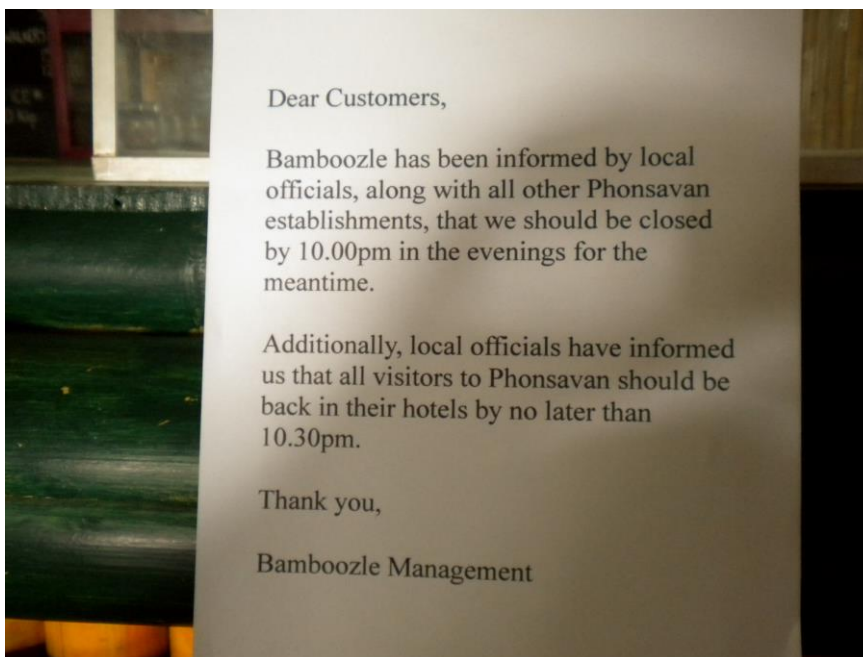 Dear Customers,
Bamboozle has been informed by local
officials, along with all other Phonsavan
establishments, that we should be closed
by 10.00pm in the evenings for the
meantime.
Additionally, local officials have informed
us that all visitors to Phonsavan should be
back in their hotels by no later than
10.30pm.
Thank you,
Bamboozle Management